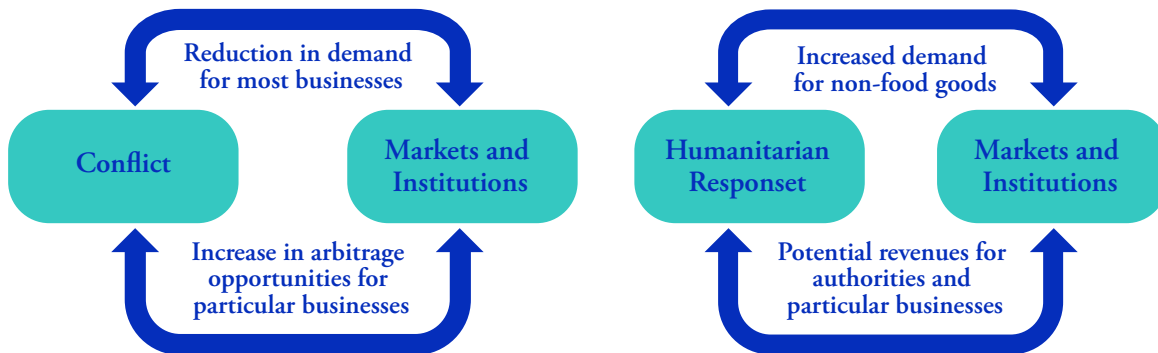 Reduction in demand
for most businesses
Conflict
Markets and
Institutions
Increase in arbitrage
opportunities for
particular businesses
Increased demand
for non-food goods
Humanitarian
Responset
Markets and
Institutions
Potential revenues for
authorities and
particular businesses